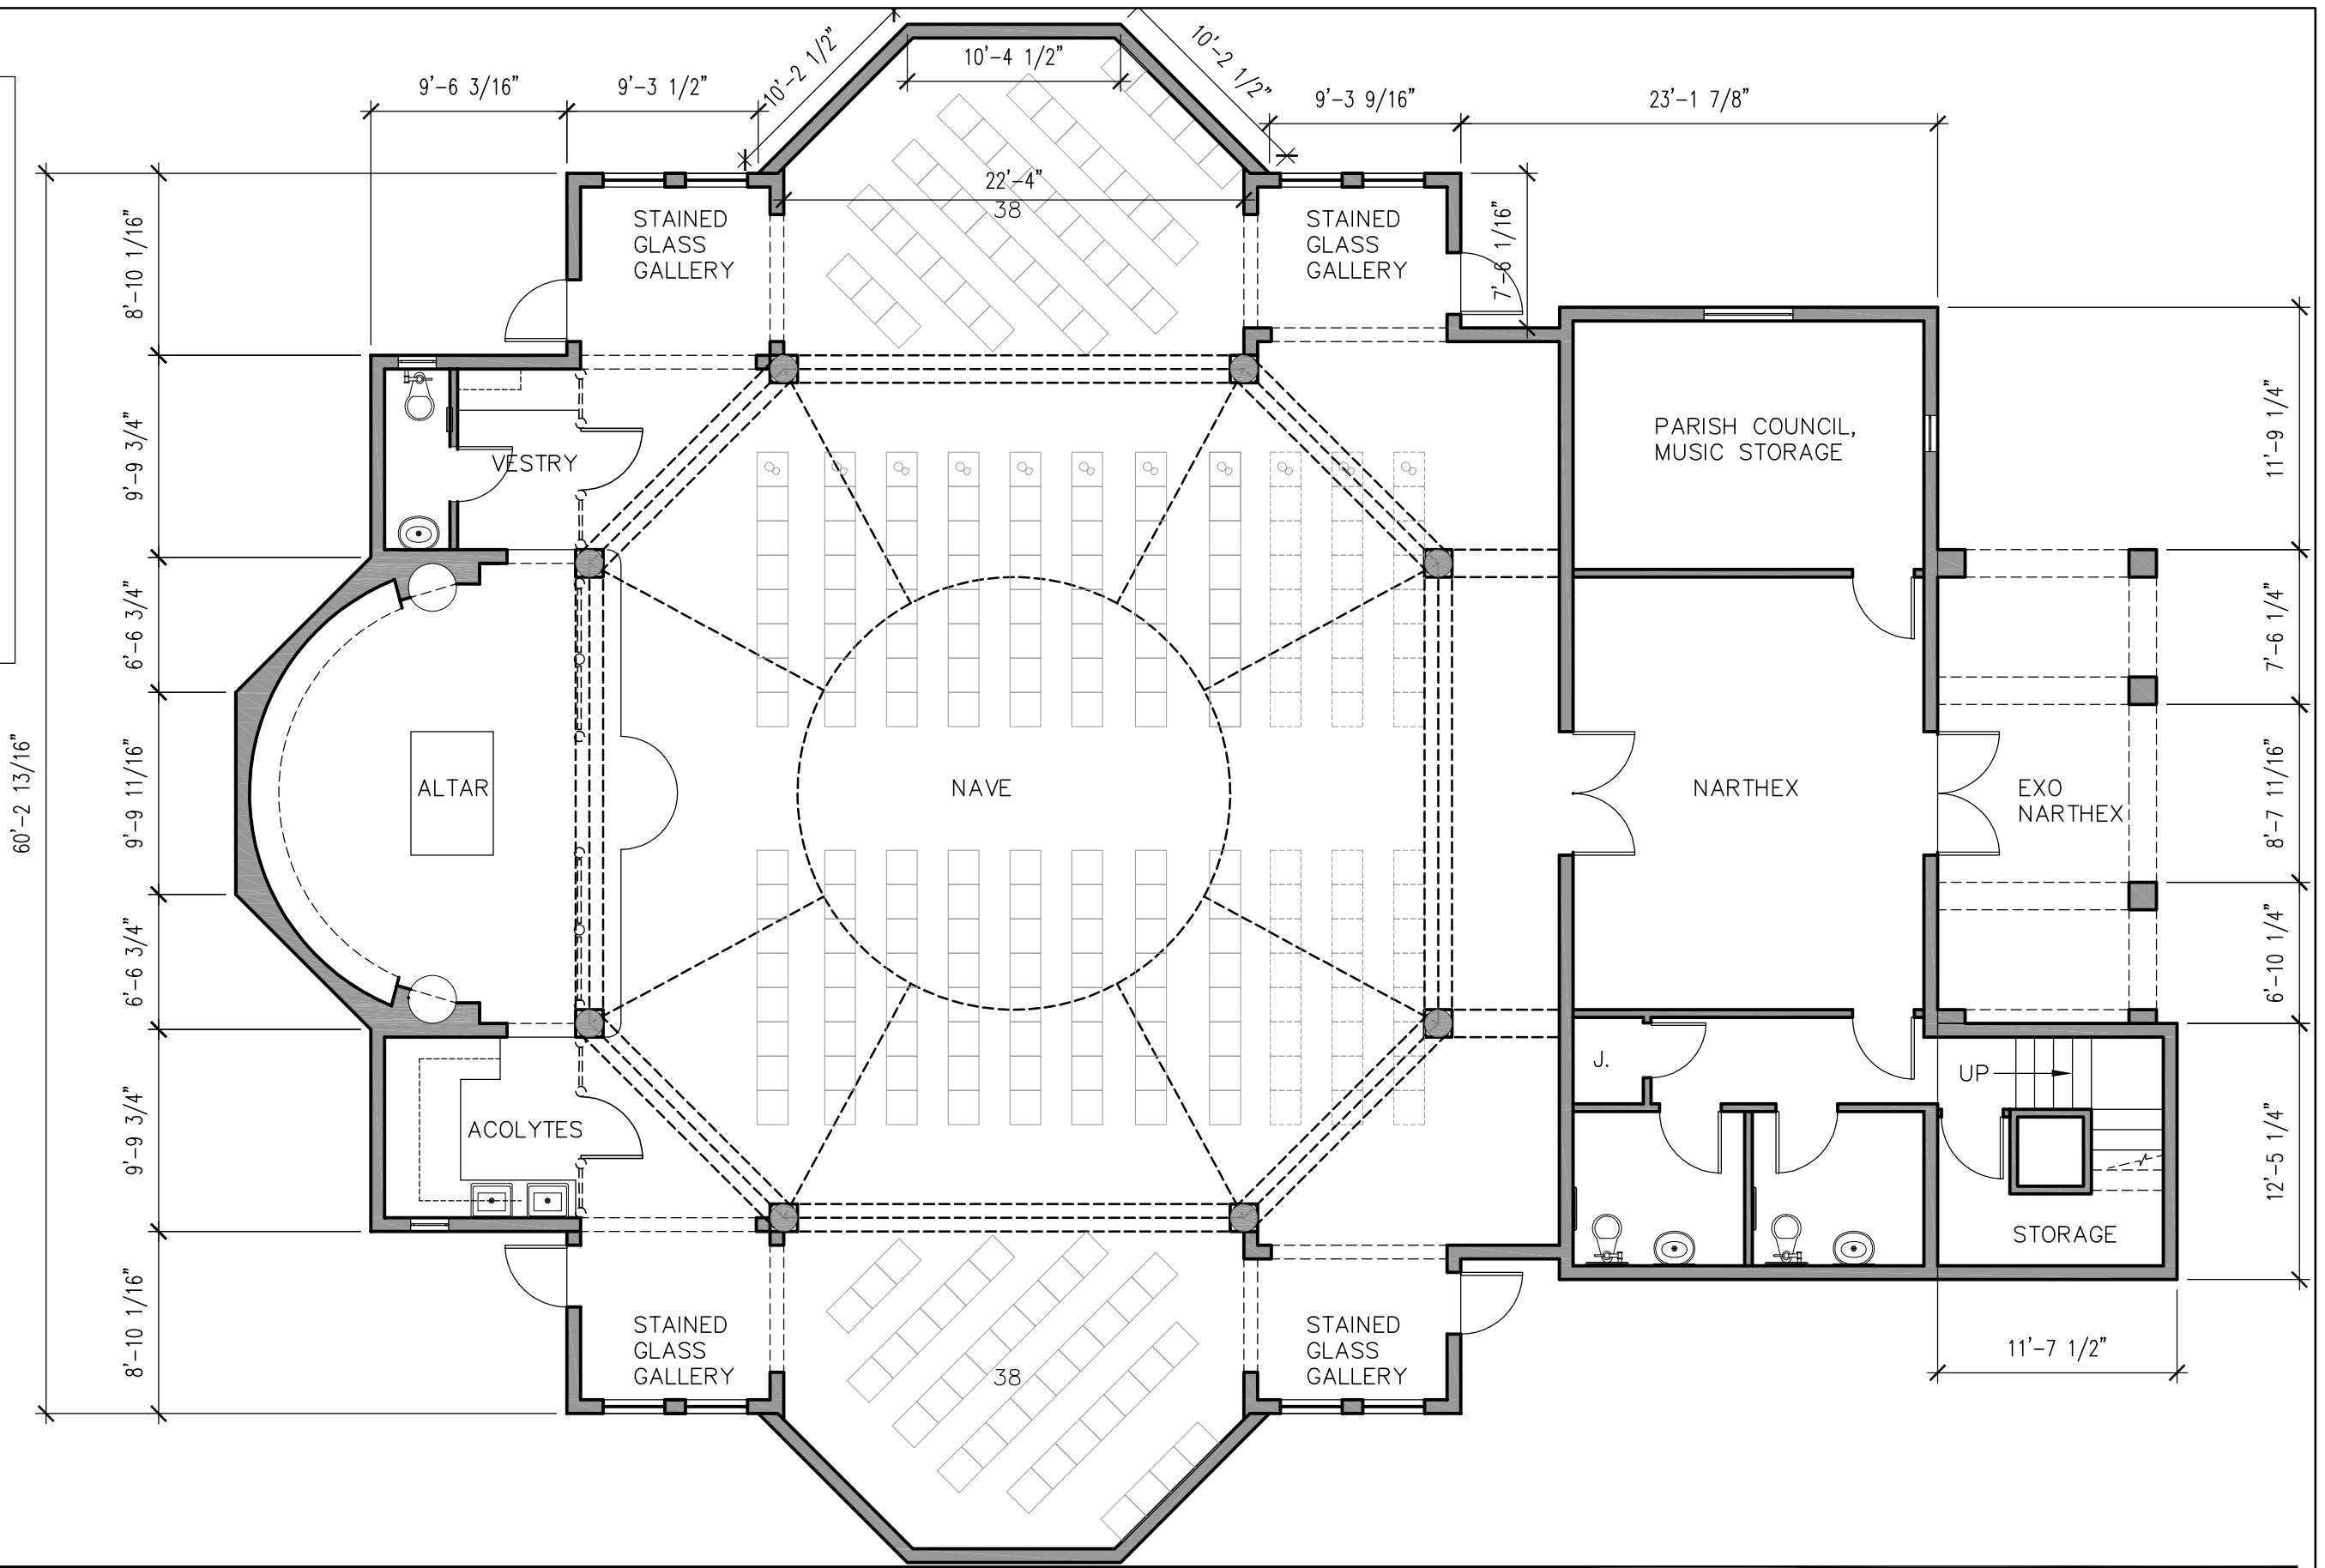 10'-2 1/2"
10'-4 1/2"
10'-2 1/2"
9'-6 3/16"
9'-3 1/2"
9'-3 9/16"
23'-1 7/8"
22'-4"
38
STAINED
GLASS
GALLERY
STAINED
GLASS
GALLERY
7'-6 1/16"
8'-10 1/16"
9'-9 3/4"
6'-6 3/4"
9'-9 11/16"
6'-6 3/4"
9'-9 3/4"
8'-10 1/16"
60'-2 13/16"
VESTRY
PARISH COUNCIL,
MUSIC STORAGE
11'-9 1/4"
7'-6 1/4"
8'-7 11/16"
6'-10 1/4"
12'-5 1/4"
ALTAR
NAVE
NARTHEX
EXO
NARTHEX
J.
UP
ACOLYTES
STORAGE
STAINED
GLASS
GALLERY
38
STAINED
GLASS
GALLERY
11'-7 1/2"